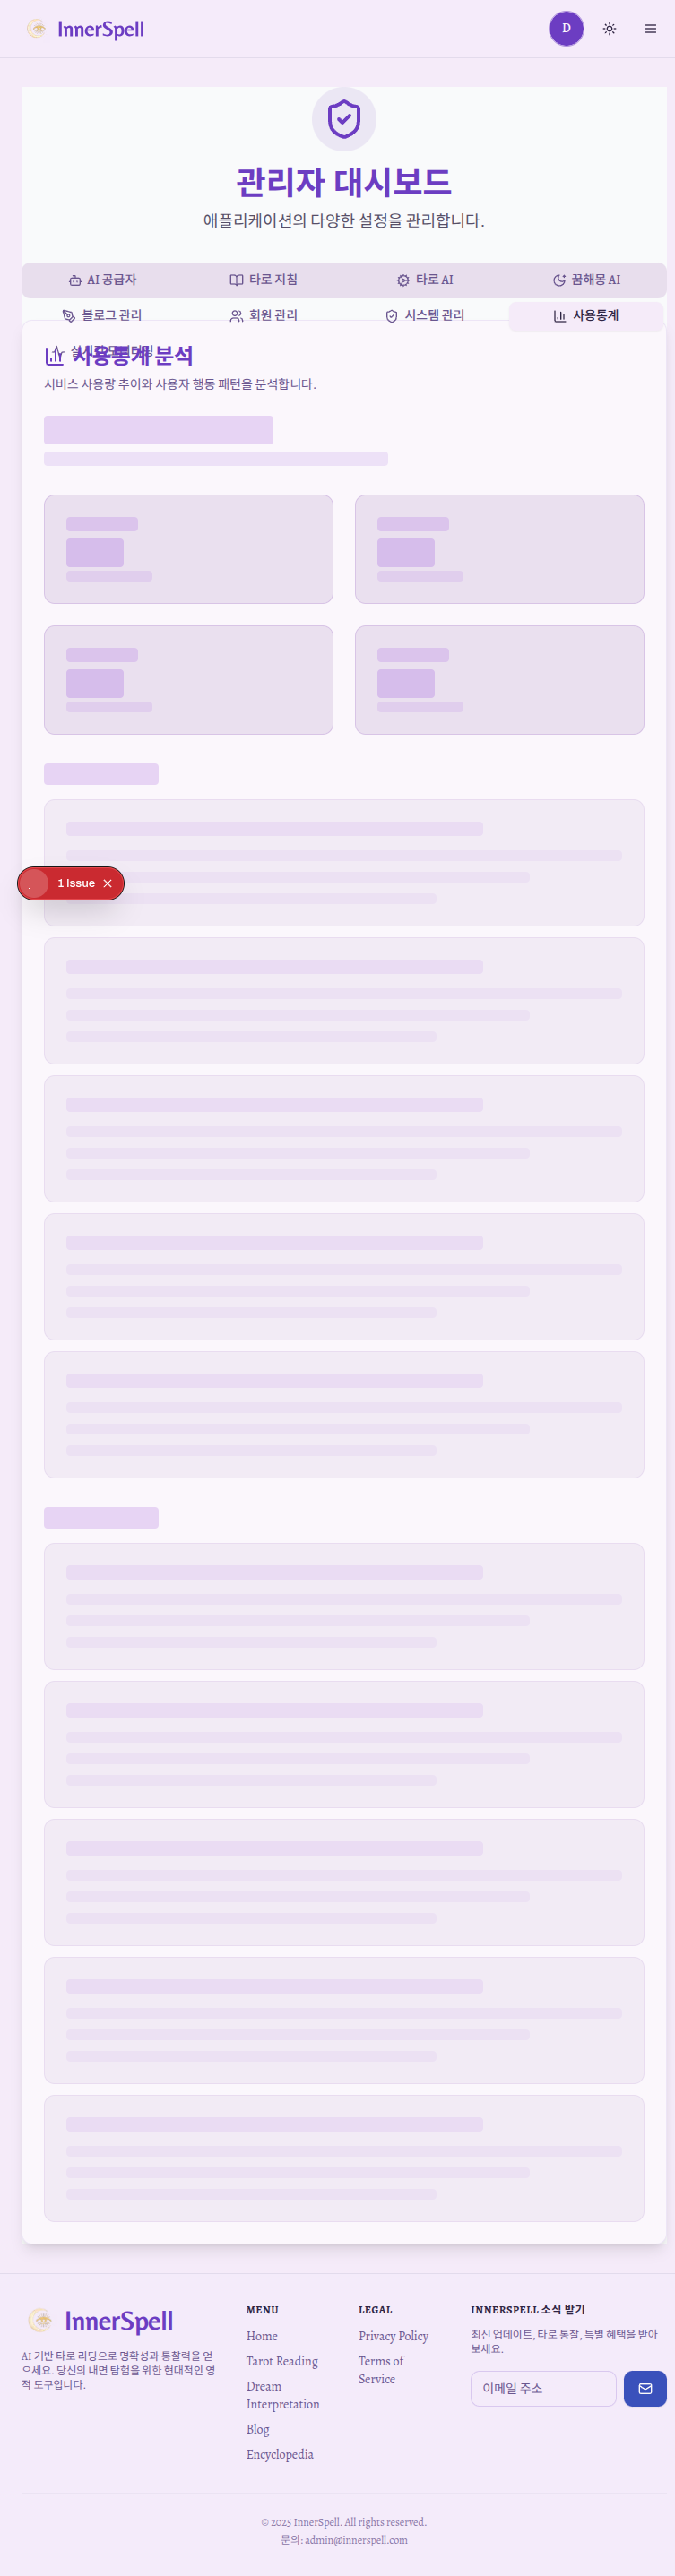 InnerSpell
D
관리자 대시보드
애플리케이션의 다양한 설정을 관리합니다.
AI 공급자
타로 지침
타로 AI
꿈해몽 AI
블로그 관리
회원 관리
시스템 관리
사용통계
사용통계 분석
서비스 사용량 추이와 사용자 행동 패턴을 분석합니다.
1 Issue
InnerSpell
AI 기반 타로 리딩으로 명확성과 통찰력을 얻
으세요. 당신의 내면 탐험을 위한 현대적인 영
적 도구입니다.
MENU
Home
Tarot Reading
Dream
Interpretation
Blog
Encyclopedia
LEGAL
Privacy Policy
Terms of
Service
INNERSPELL 소식 받기
최신 업데이트, 타로 통찰, 특별 혜택을 받아
보세요.
이메일 주소
© 2025 InnerSpell. All rights reserved.
문의: admin@innerspell.com